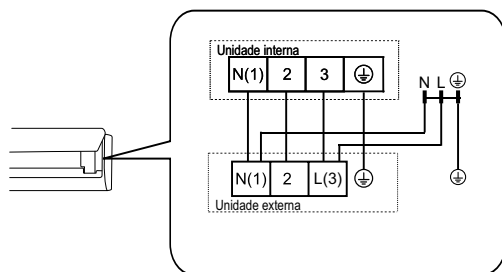 Unidade interna
N(1) 2 3
N L
N(1) 2 L(3)
Unidade externa